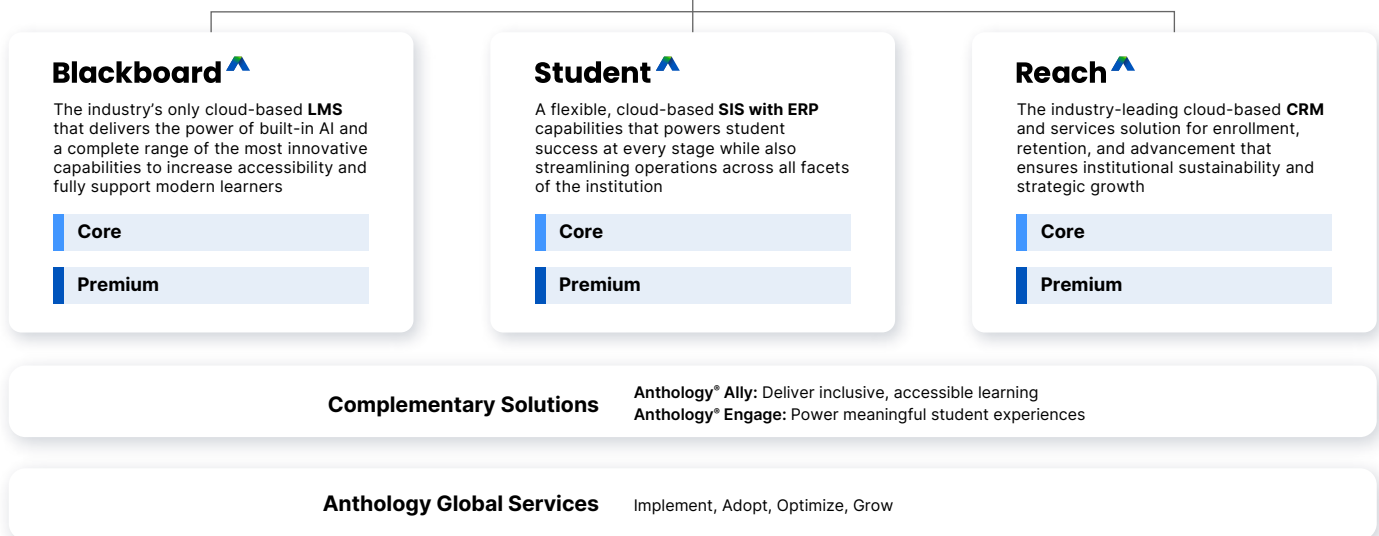 Blackboard
The industry's only cloud-based LMS
that delivers the power of built-in AI and
a complete range of the most innovative
capabilities to increase accessibility and
fully support modern learners
Core
Premium
Student
A flexible, cloud-based SIS with ERP
capabilities that powers student
success at every stage while also
streamlining operations across all facets
of the institution
Core
Premium
Reach
The industry-leading cloud-based CRM
and services solution for enrollment,
retention, and advancement that
ensures institutional sustainability and
strategic growth
Core
Premium
Complementary Solutions
Anthology® Ally: Deliver inclusive, accessible learning
Anthology® Engage: Power meaningful student experiences
Anthology Global Services
Implement, Adopt, Optimize, Grow